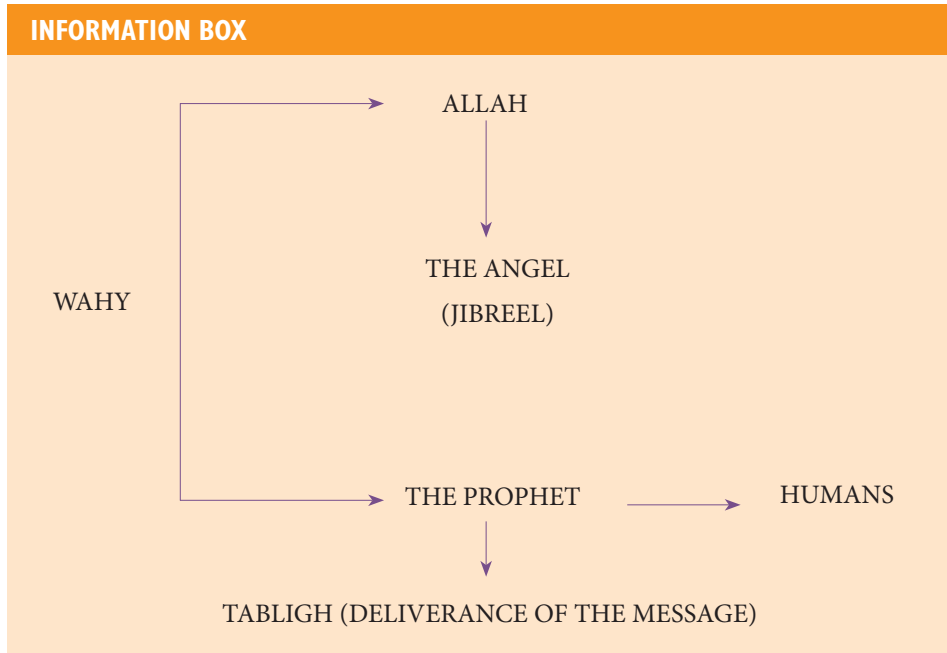 INFORMATION BOX
ALLAH
THE ANGEL
(JIBREEL)
WAHY
THE PROPHET
HUMANS
TABLIGH (DELIVERANCE OF THE MESSAGE)